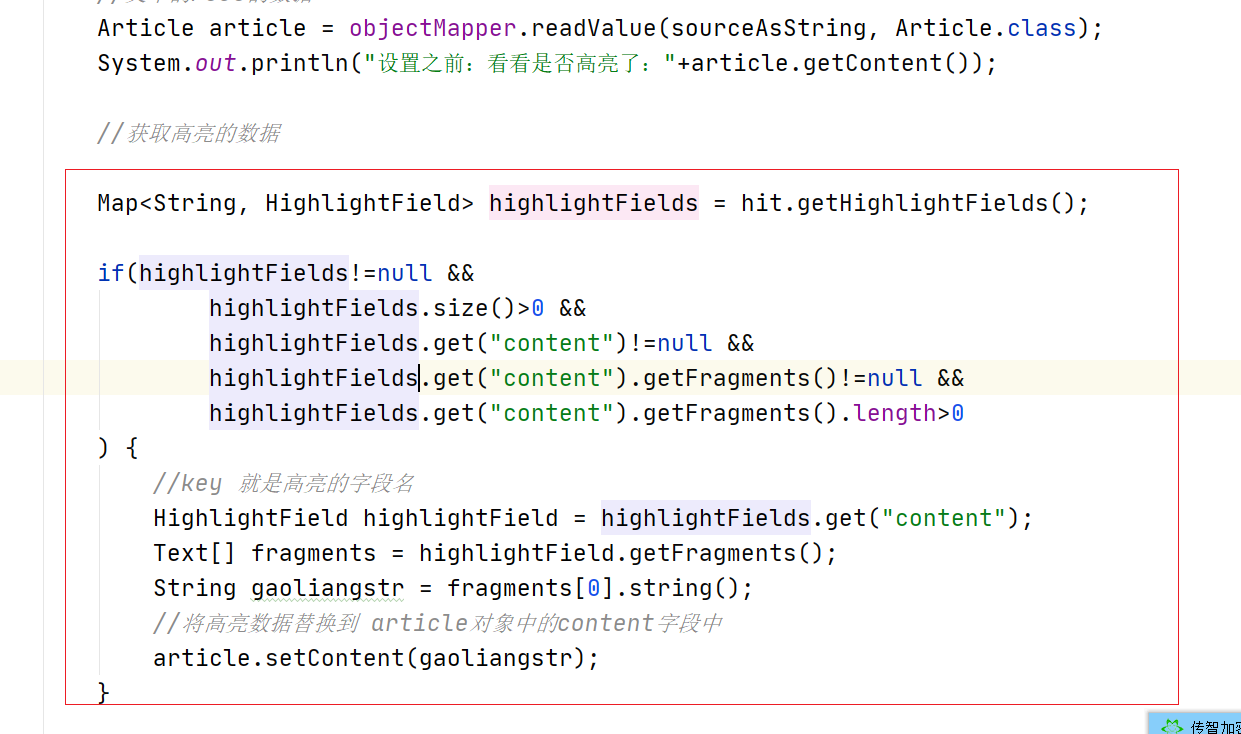 Article article = objectMapper.readValue(sourceAsString, Article.class);
System.out.println("设置之前：看看是否高亮了："+article.getContent());
//获取高亮的数据
Map<String, HighlightField> highlightFields = hit.getHighlightFields();
if(highlightFields!=null &&
highlightFields.size()>0 &&
highlightFields.get("content")!=null &&
highlightFields.get("content").getFragments()!=null &&
highlightFields.get("content").getFragments().length>0
) {
//key 就是高亮的字段名
HighlightField highlightField = highlightFields.get("content");
Text[] fragments = highlightField.getFragments();
String gaoliangstr = fragments[0].string();
//将高亮数据替换到 article对象中的content字段中
article.setContent(gaoliangstr);
}
传智加密